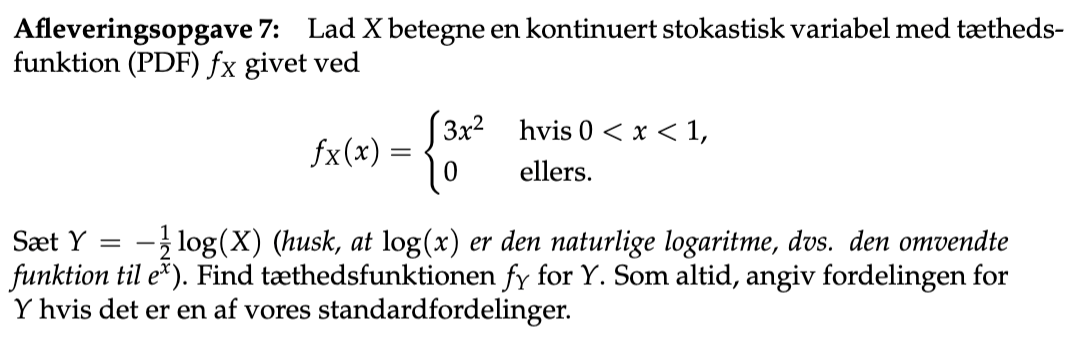 Afleveringsopgave 7: Lad X betegne en kontinuert stokastisk variabel med tætheds-
funktion (PDF) f_X givet ved
f_X(x) = { 3x² hvis 0 < x < 1,
0 ellers.
Sæt Y = −½ log(X) (husk, at log(x) er den naturlige logaritme, dvs. den omvendte
funktion til eˣ). Find tæthedsfunktionen f_Y for Y. Som altid, angiv fordelingen for
Y hvis det er en af vores standardfordelinger.